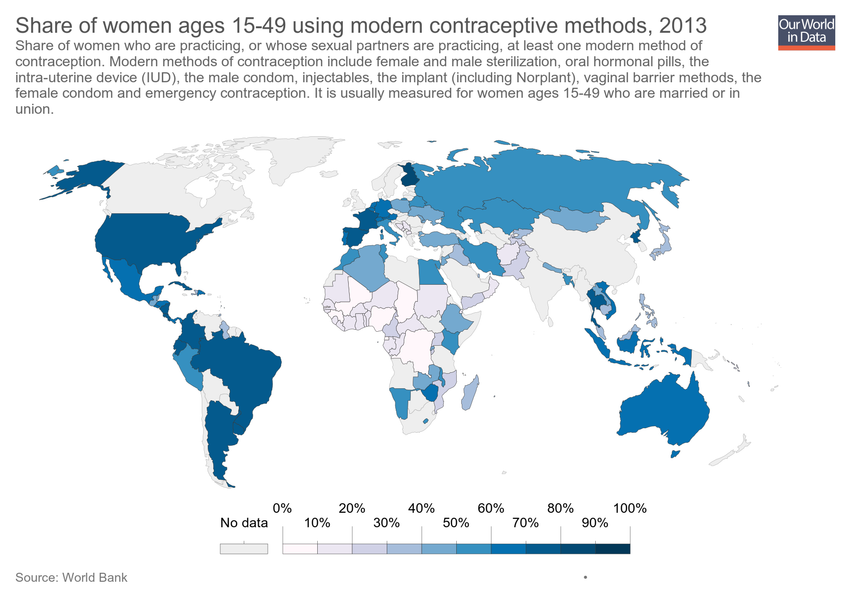 Share of women ages 15-49 using modern contraceptive methods, 2013
Our World
in Data
Share of women who are practicing, or whose sexual partners are practicing, at least one modern method of
contraception. Modern methods of contraception include female and male sterilization, oral hormonal pills, the
intra-uterine device (IUD), the male condom, injectables, the implant (including Norplant), vaginal barrier methods, the
female condom and emergency contraception. It is usually measured for women ages 15-49 who are married or in
union.
0% 20% 40% 60% 80% 100%
No data 10% 30% 50% 70% 90%
Source: World Bank